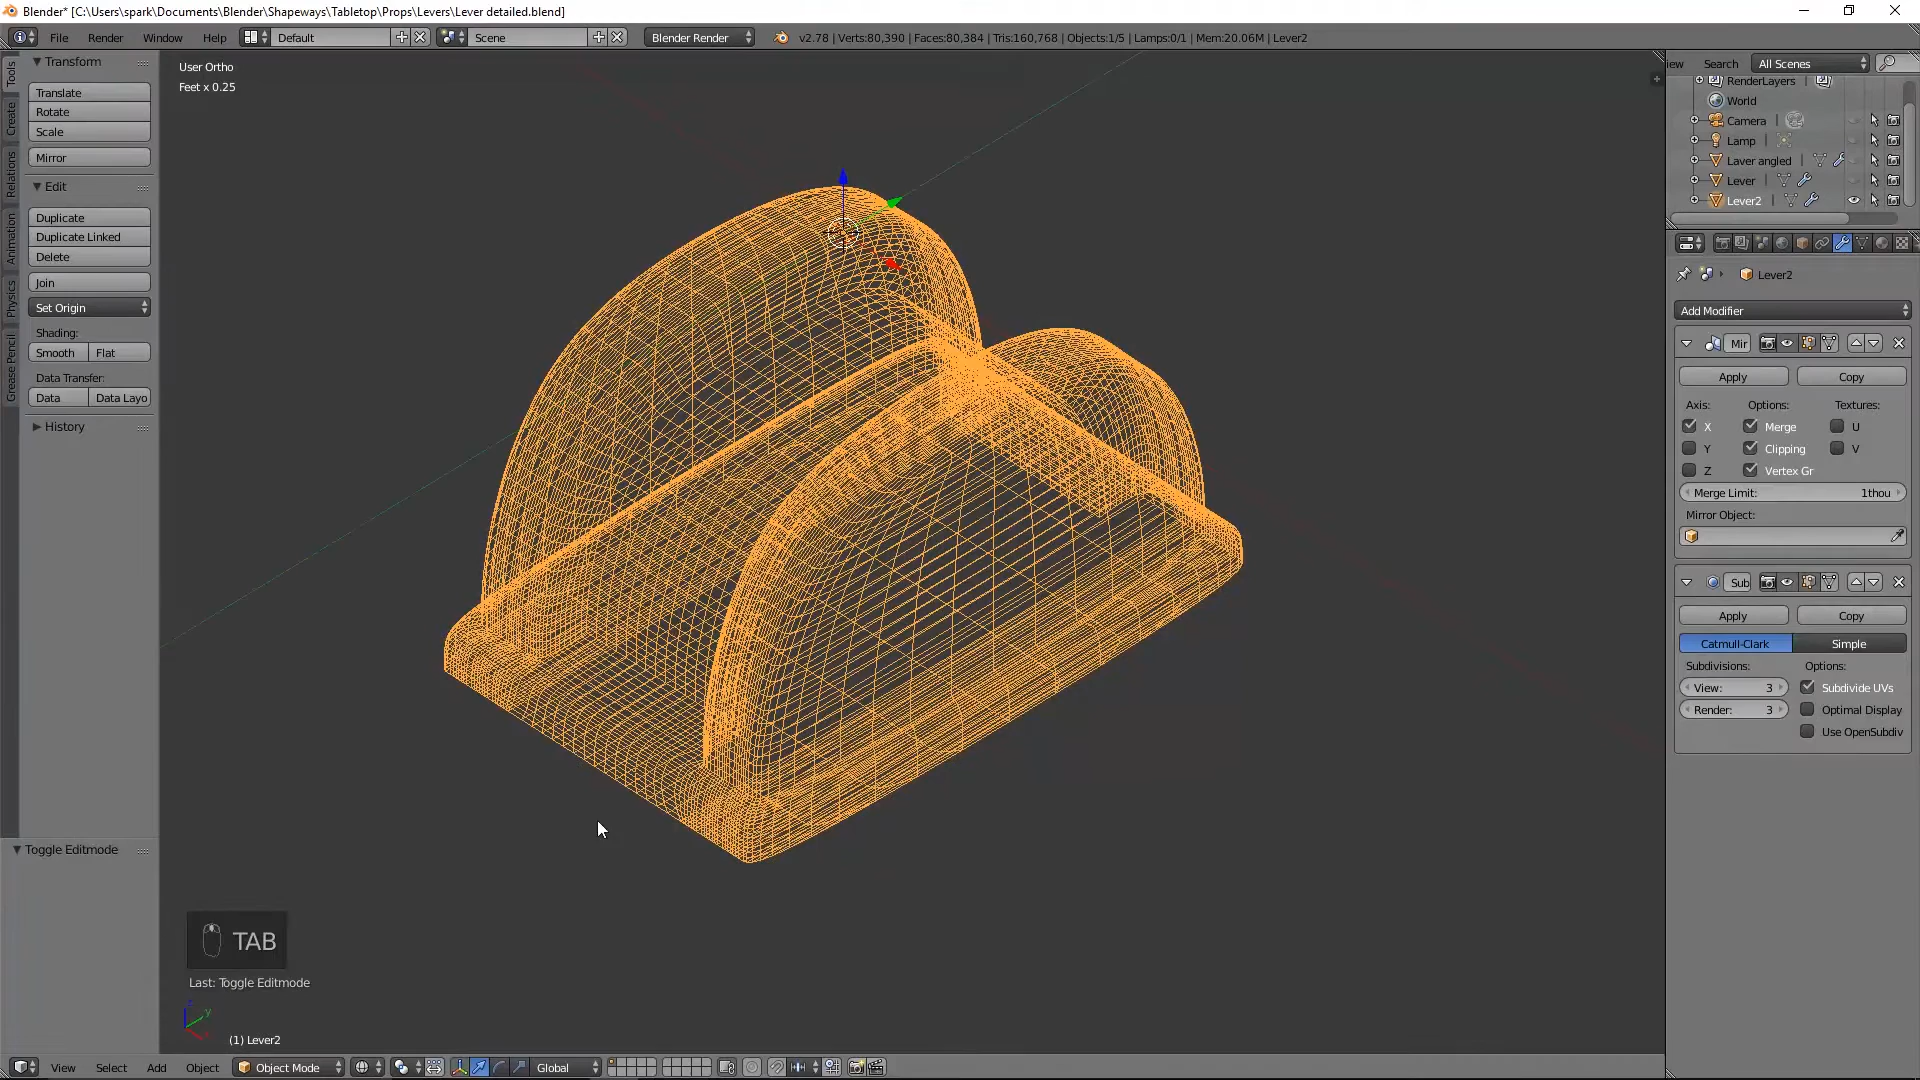 Blender* [C:\Users\spark\Documents\Blender\Shapeways\Tabletop\Props\Levers\Lever detailed.blend]
File Render Window Help Default Scene Blender Render v2.78 | Verts:80,390 | Faces:80,384 | Tris:160,768 | Objects:1/5 | Lamps:0/1 | Mem:20.06M | Lever2
Tools
Create
Relations
Animation
Physics
Grease Pencil
Transform
Translate
Rotate
Scale
Mirror
Edit
Duplicate
Duplicate Linked
Delete
Join
Set Origin
Shading:
Smooth Flat
Data Transfer:
Data Data Layo
History
Toggle Editmode
User Ortho
Feet x 0.25
TAB
Last: Toggle Editmode
(1) Lever2
View Select Add Object Object Mode Global
iew Search All Scenes
RenderLayers
World
Camera
Lamp
Laver angled
Lever
Lever2
Lever2
Add Modifier
Mir
Apply Copy
Axis: Options: Textures:
X Merge U
Y Clipping V
Z Vertex Gr
Merge Limit: 1thou
Mirror Object:
Sub
Apply Copy
Catmull-Clark Simple
Subdivisions: Options:
View: 3 Subdivide UVs
Render: 3 Optimal Display
Use OpenSubdiv